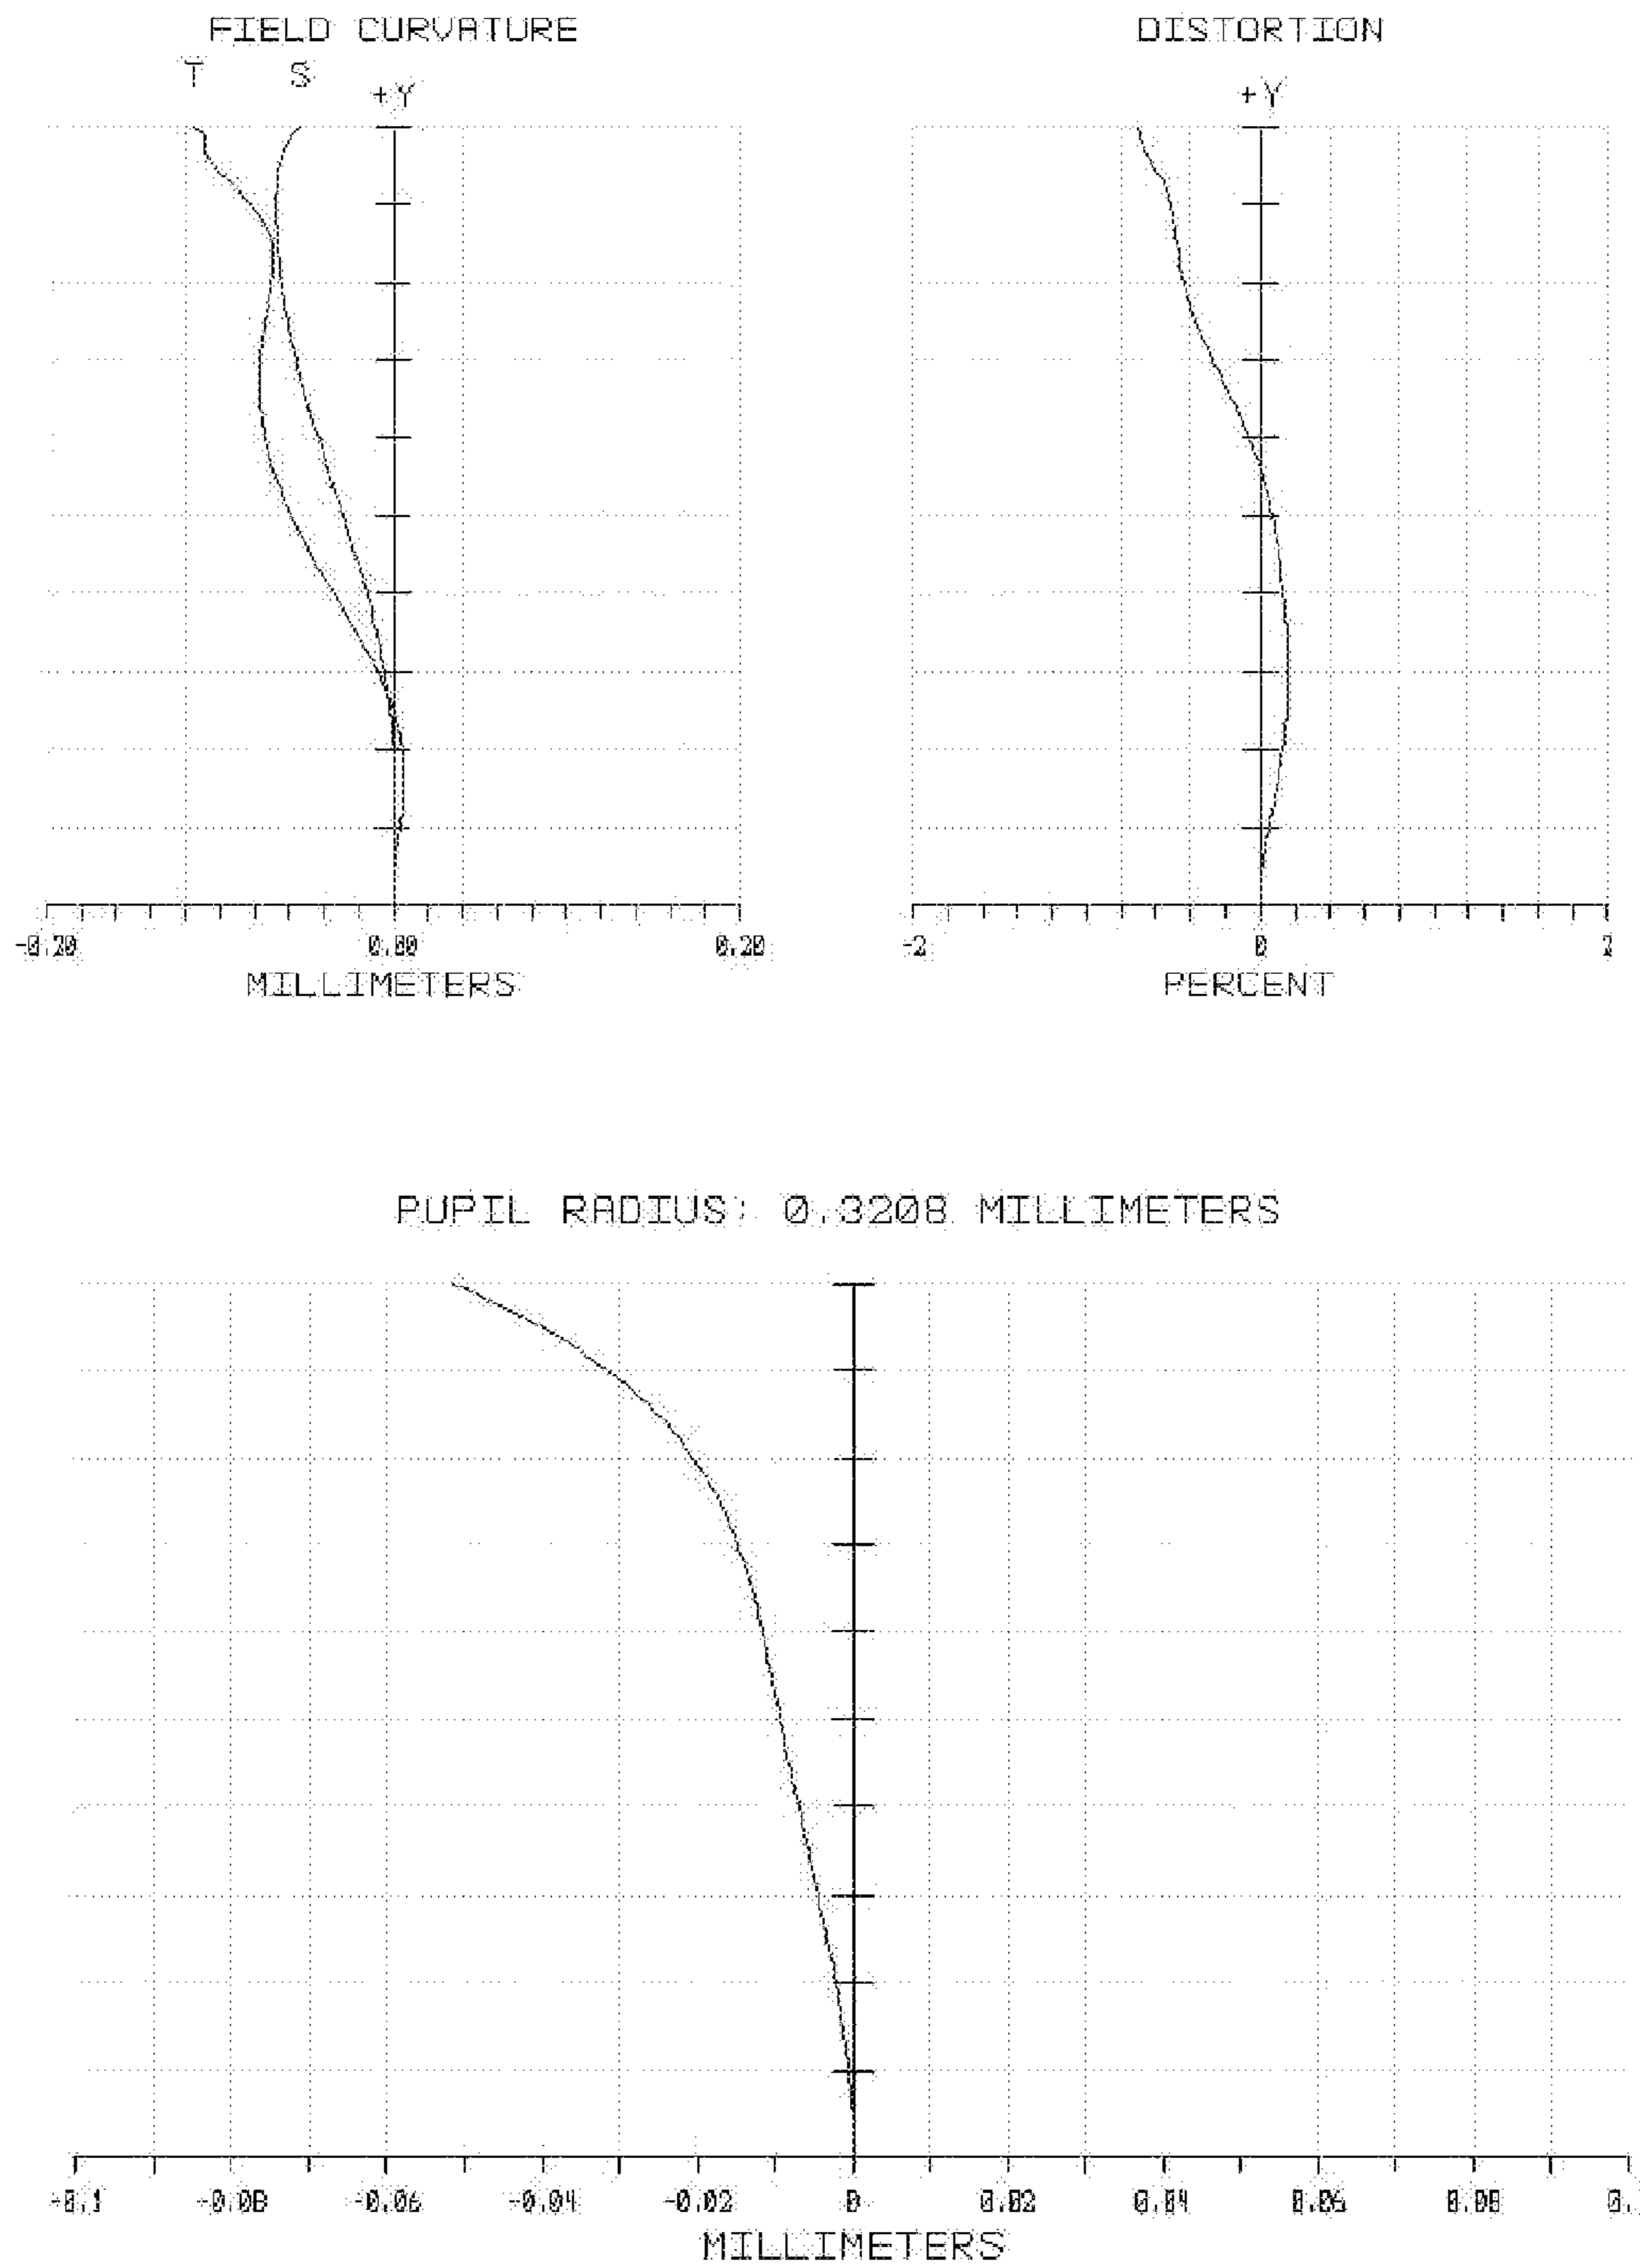 FIELD CURVATURE
T S
+Y
-0.20 0.00 0.20
MILLIMETERS
DISTORTION
+Y
-2 0 2
PERCENT
PUPIL RADIUS: 0.3208 MILLIMETERS
-0.1 -0.08 -0.06 -0.04 -0.02 0 0.02 0.04 0.06 0.08 0.
MILLIMETERS